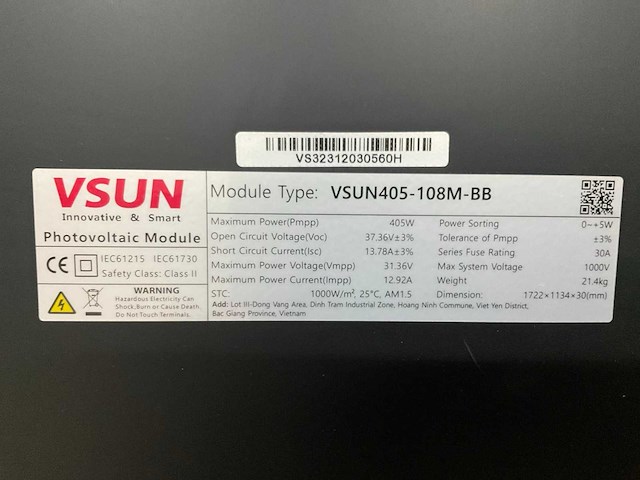 VS32312030560H
VSUN
Innovative & Smart
Photovoltaic Module
CE IEC61215 IEC61730
Safety Class: Class II
WARNING
Hazardous Electricity Can
Shock, Burn or Cause Death.
Do Not Touch Terminals.
Module Type: VSUN405-108M-BB
Maximum Power(Pmpp) 405W Power Sorting 0~+5W
Open Circuit Voltage(Voc) 37.36V±3% Tolerance of Pmpp ±3%
Short Circuit Current(Isc) 13.78A±3% Series Fuse Rating 30A
Maximum Power Voltage(Vmpp) 31.36V Max System Voltage 1000V
Maximum Power Current(Impp) 12.92A Weight 21.4kg
STC: 1000W/m², 25°C, AM1.5 Dimension: 1722×1134×30(mm)
Add: Lot III-Dong Vang Area, Dinh Tram Industrial Zone, Hoang Ninh Commune, Viet Yen District,
Bac Giang Province, Vietnam